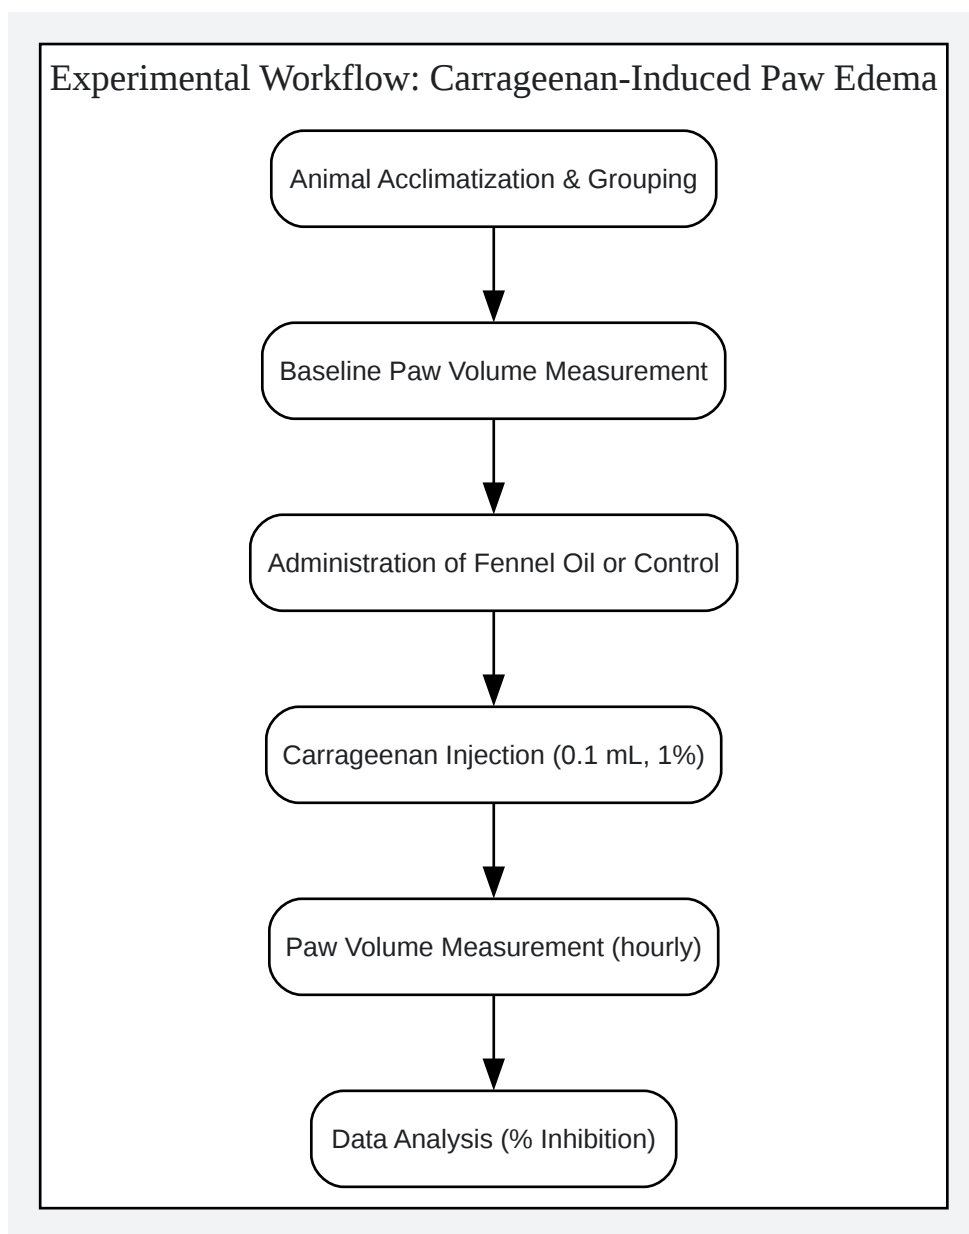 Experimental Workflow: Carrageenan-Induced Paw Edema
Animal Acclimatization & Grouping
Baseline Paw Volume Measurement
Administration of Fennel Oil or Control
Carrageenan Injection (0.1 mL, 1%)
Paw Volume Measurement (hourly)
Data Analysis (% Inhibition)